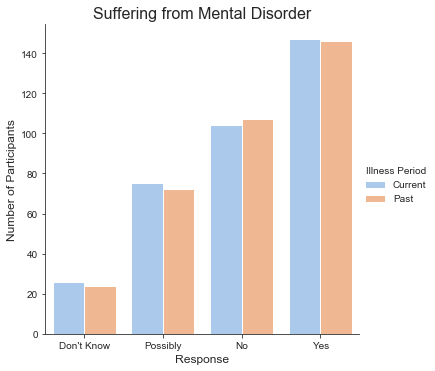 Suffering from Mental Disorder
Number of Participants
140
120
100
80
60
40
20
0
Don't Know
Possibly
No
Yes
Response
Illness Period
Current
Past